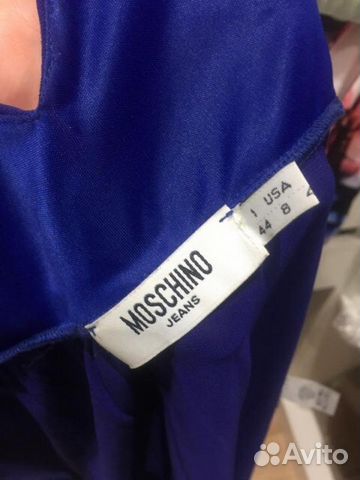 MOSCHINO
JEANS
I USA
44 8
Avito